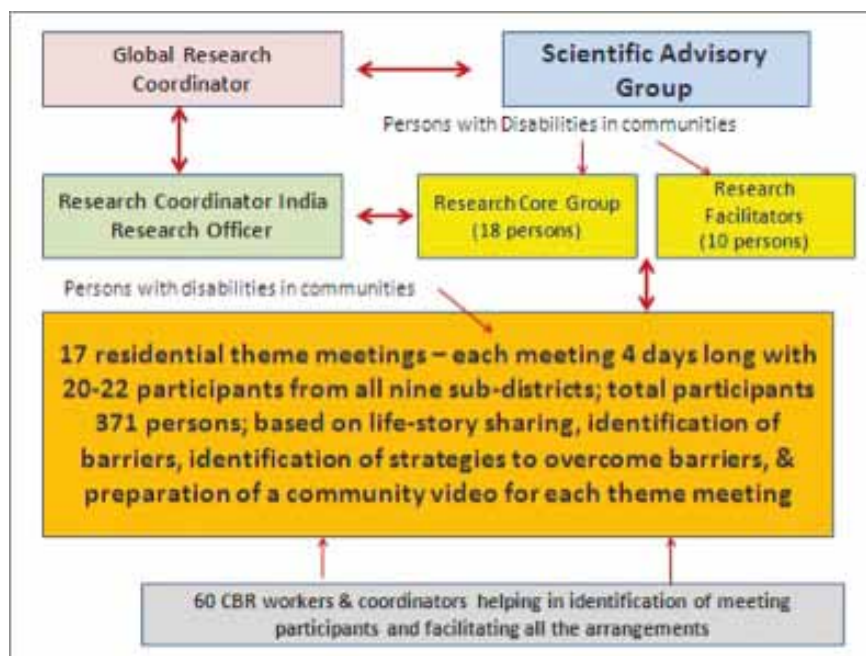 Global Research
Coordinator
Scientific Advisory
Group
Persons with Disabilities in communities
Research Coordinator India
Research Officer
Research Core Group
(18 persons)
Research
Facilitators
(10 persons)
Persons with disabilities in communities
17 residential theme meetings – each meeting 4 days long with
20-22 participants from all nine sub-districts; total participants
371 persons; based on life-story sharing, identification of
barriers, identification of strategies to overcome barriers, &
preparation of a community video for each theme meeting
60 CBR workers & coordinators helping in identification of meeting
participants and facilitating all the arrangements